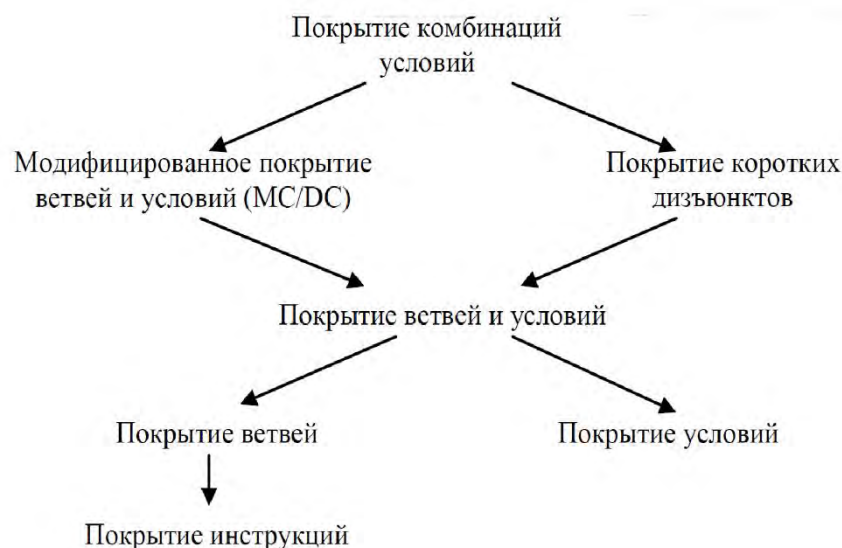 Покрытие комбинаций
условий
Модифицированное покрытие
ветвей и условий (MC/DC)
Покрытие коротких
дизъюнктов
Покрытие ветвей и условий
Покрытие ветвей
Покрытие условий
Покрытие инструкций